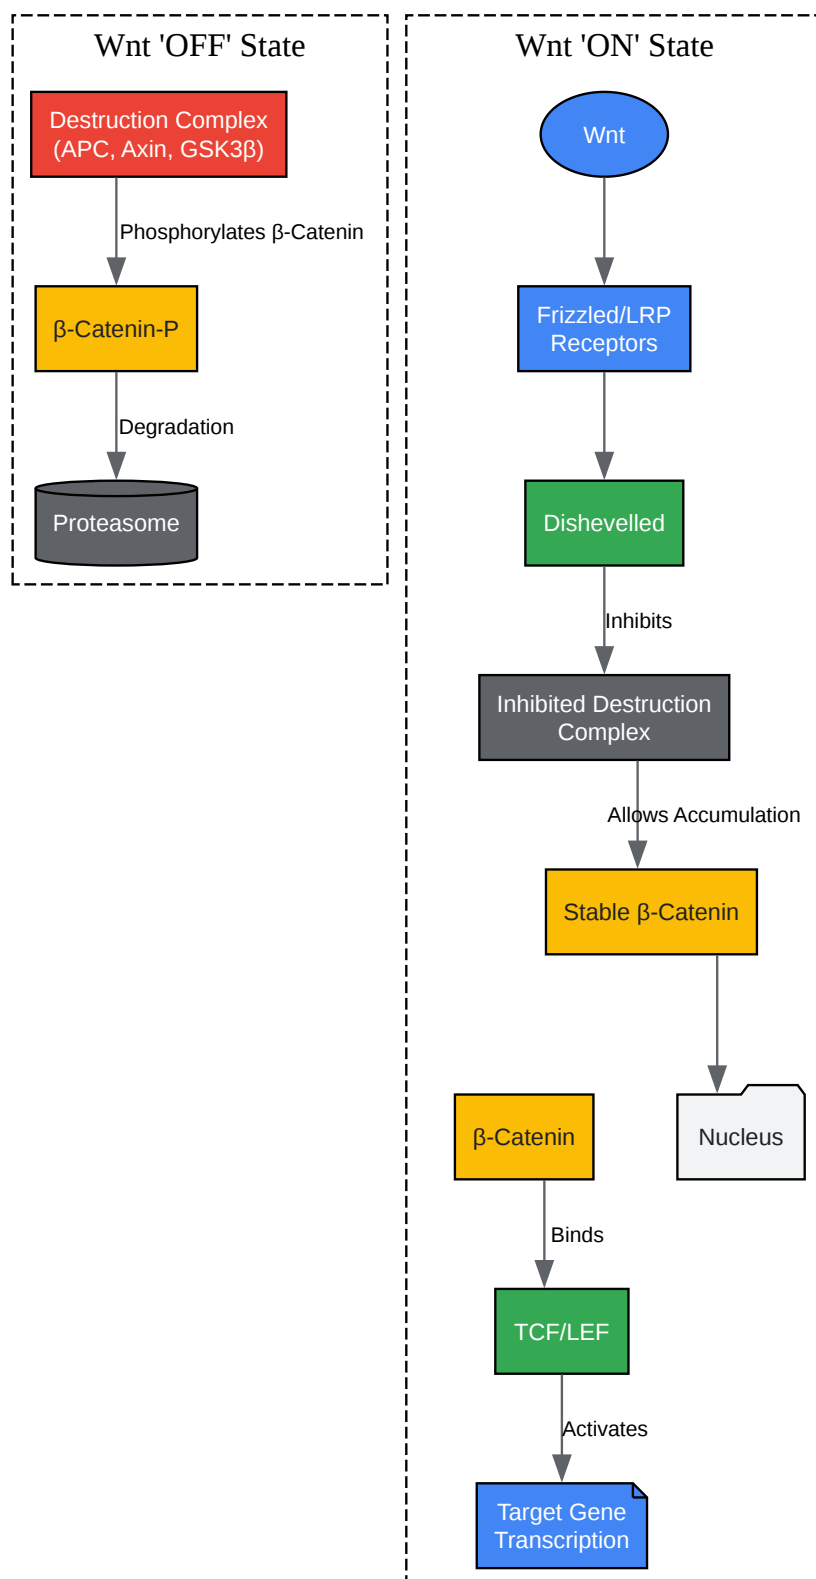 Wnt 'OFF' State
Destruction Complex
(APC, Axin, GSK3β)
Phosphorylates β-Catenin
β-Catenin-P
Degradation
Proteasome
Wnt 'ON' State
Wnt
Frizzled/LRP
Receptors
Dishevelled
Inhibits
Inhibited Destruction
Complex
Allows Accumulation
Stable β-Catenin
β-Catenin
Nucleus
Binds
TCF/LEF
Activates
Target Gene
Transcription